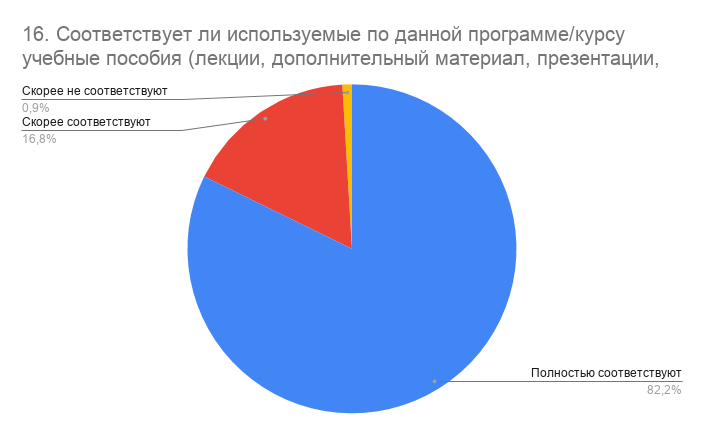 16. Соответствует ли используемые по данной программе/курсу
учебные пособия (лекции, дополнительный материал, презентации,
Скорее не соответствуют
0,9%
Скорее соответствуют
16,8%
Полностью соответствуют
82,2%